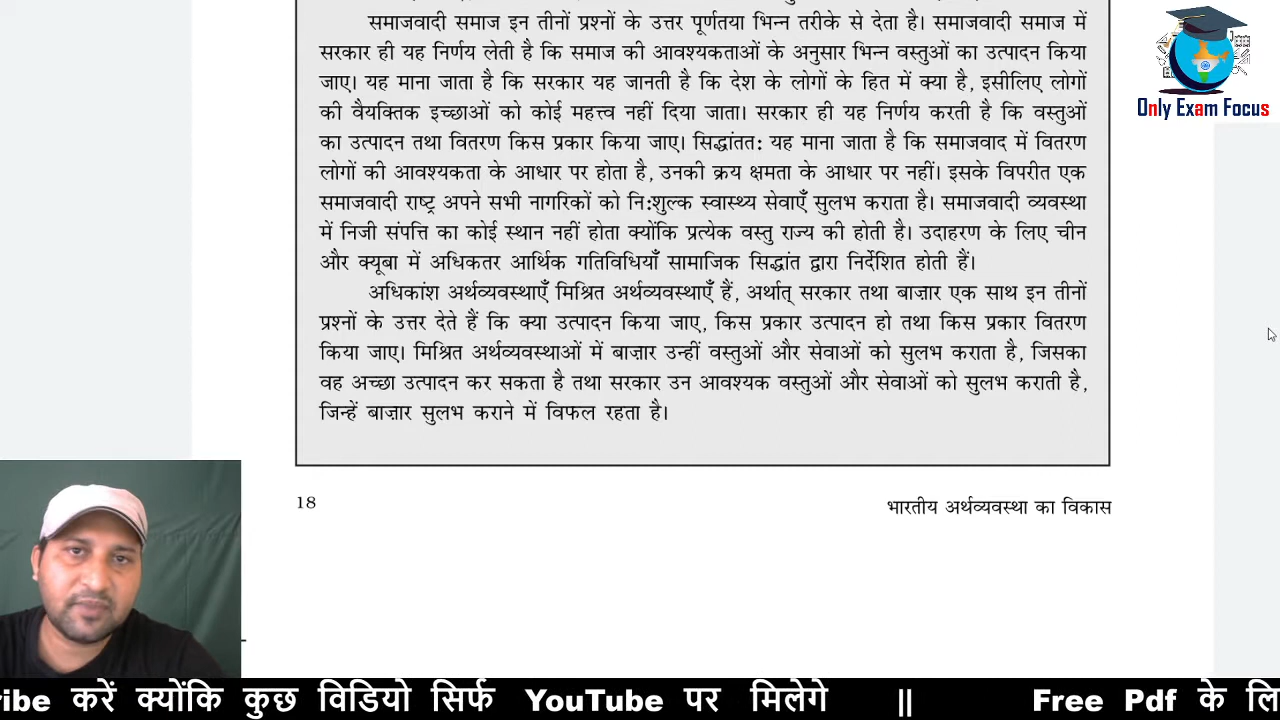 समाजवादी समाज इन तीनों प्रश्नों के उत्तर पूर्णतया भिन्न तरीके से देता है। समाजवादी समाज में
सरकार ही यह निर्णय लेती है कि समाज की आवश्यकताओं के अनुसार भिन्न वस्तुओं का उत्पादन किया
जाए। यह माना जाता है कि सरकार यह जानती है कि देश के लोगों के हित में क्या है, इसीलिए लोगों
की वैयक्तिक इच्छाओं को कोई महत्त्व नहीं दिया जाता। सरकार ही यह निर्णय करती है कि वस्तुओं
का उत्पादन तथा वितरण किस प्रकार किया जाए। सिद्धांतत: यह माना जाता है कि समाजवाद में वितरण
लोगों की आवश्यकता के आधार पर होता है, उनकी क्रय क्षमता के आधार पर नहीं। इसके विपरीत एक
समाजवादी राष्ट्र अपने सभी नागरिकों को नि:शुल्क स्वास्थ्य सेवाएँ सुलभ कराता है। समाजवादी व्यवस्था
में निजी संपत्ति का कोई स्थान नहीं होता क्योंकि प्रत्येक वस्तु राज्य की होती है। उदाहरण के लिए चीन
और क्यूबा में अधिकतर आर्थिक गतिविधियाँ सामाजिक सिद्धांत द्वारा निर्देशित होती हैं।
अधिकांश अर्थव्यवस्थाएँ मिश्रित अर्थव्यवस्थाएँ हैं, अर्थात् सरकार तथा बाज़ार एक साथ इन तीनों
प्रश्नों के उत्तर देते हैं कि क्या उत्पादन किया जाए, किस प्रकार उत्पादन हो तथा किस प्रकार वितरण
किया जाए। मिश्रित अर्थव्यवस्थाओं में बाज़ार उन्हीं वस्तुओं और सेवाओं को सुलभ कराता है, जिसका
वह अच्छा उत्पादन कर सकता है तथा सरकार उन आवश्यक वस्तुओं और सेवाओं को सुलभ कराती है,
जिन्हें बाज़ार सुलभ कराने में विफल रहता है।
18
भारतीय अर्थव्यवस्था का विकास
Only Exam Focus
ribe करें क्योंकि कुछ विडियो सिर्फ YouTube पर मिलेगे || Free Pdf के लि